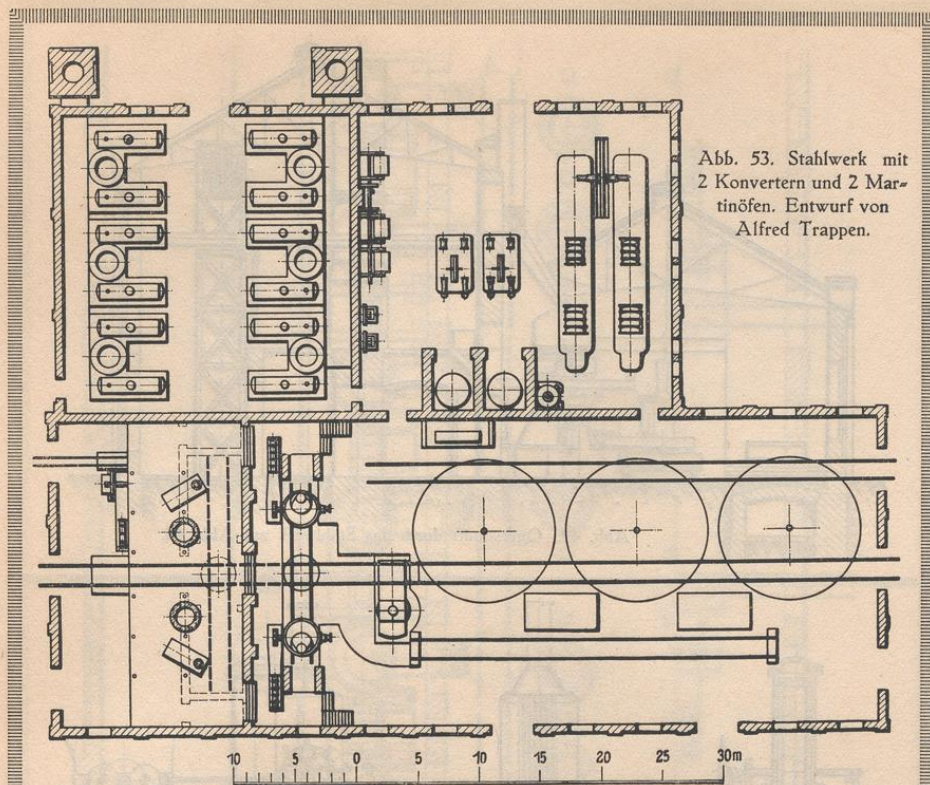 Abb. 53. Stahlwerk mit
2 Konvertern und 2 Mar=
tinöfen. Entwurf von
Alfred Trappen.
10 5 0 5 10 15 20 25 30m